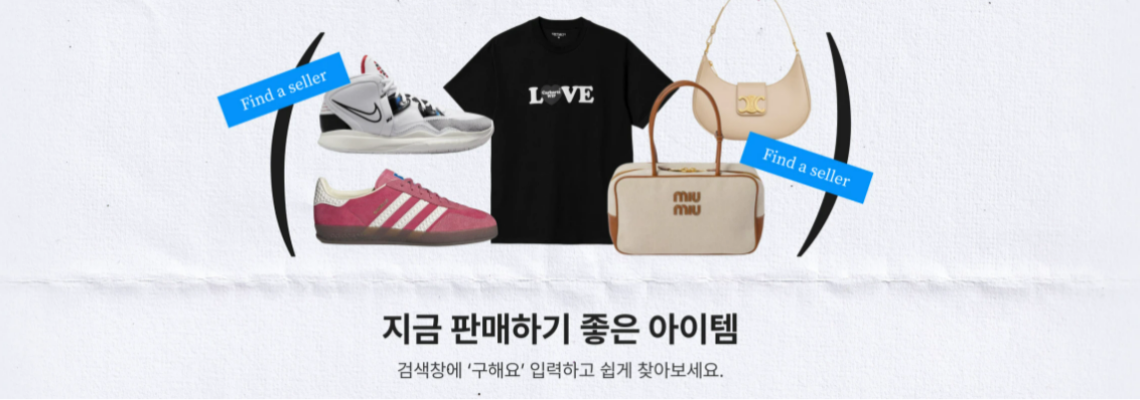 Find a seller
L VE
Find a seller
MIU
MIU
지금 판매하기 좋은 아이템
검색창에 ‘구해요’ 입력하고 쉽게 찾아보세요.